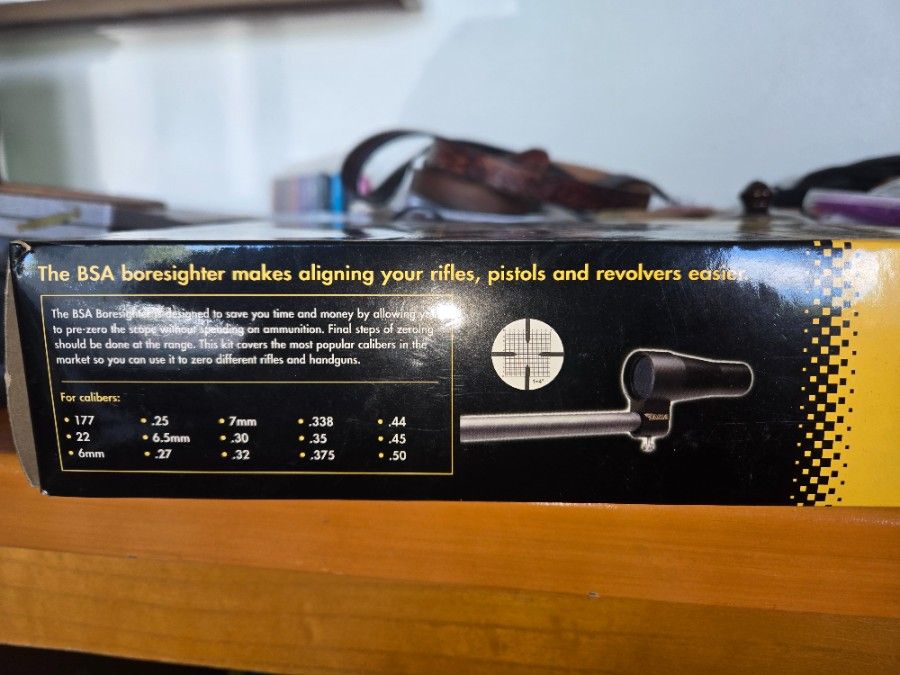 The BSA boresighter makes aligning your rifles, pistols and revolvers easier.
The BSA Boresighter is designed to save you time and money by allowing you
to pre-zero the scope without spending on ammunition. Final steps of zeroing
should be done at the range. This kit covers the most popular calibers in the
market so you can use it to zero different rifles and handguns.
For calibers:
• 177 • .25 • 7mm • .338 • .44
• 22 • 6.5mm • .30 • .35 • .45
• 6mm • .27 • .32 • .375 • .50
1=4"